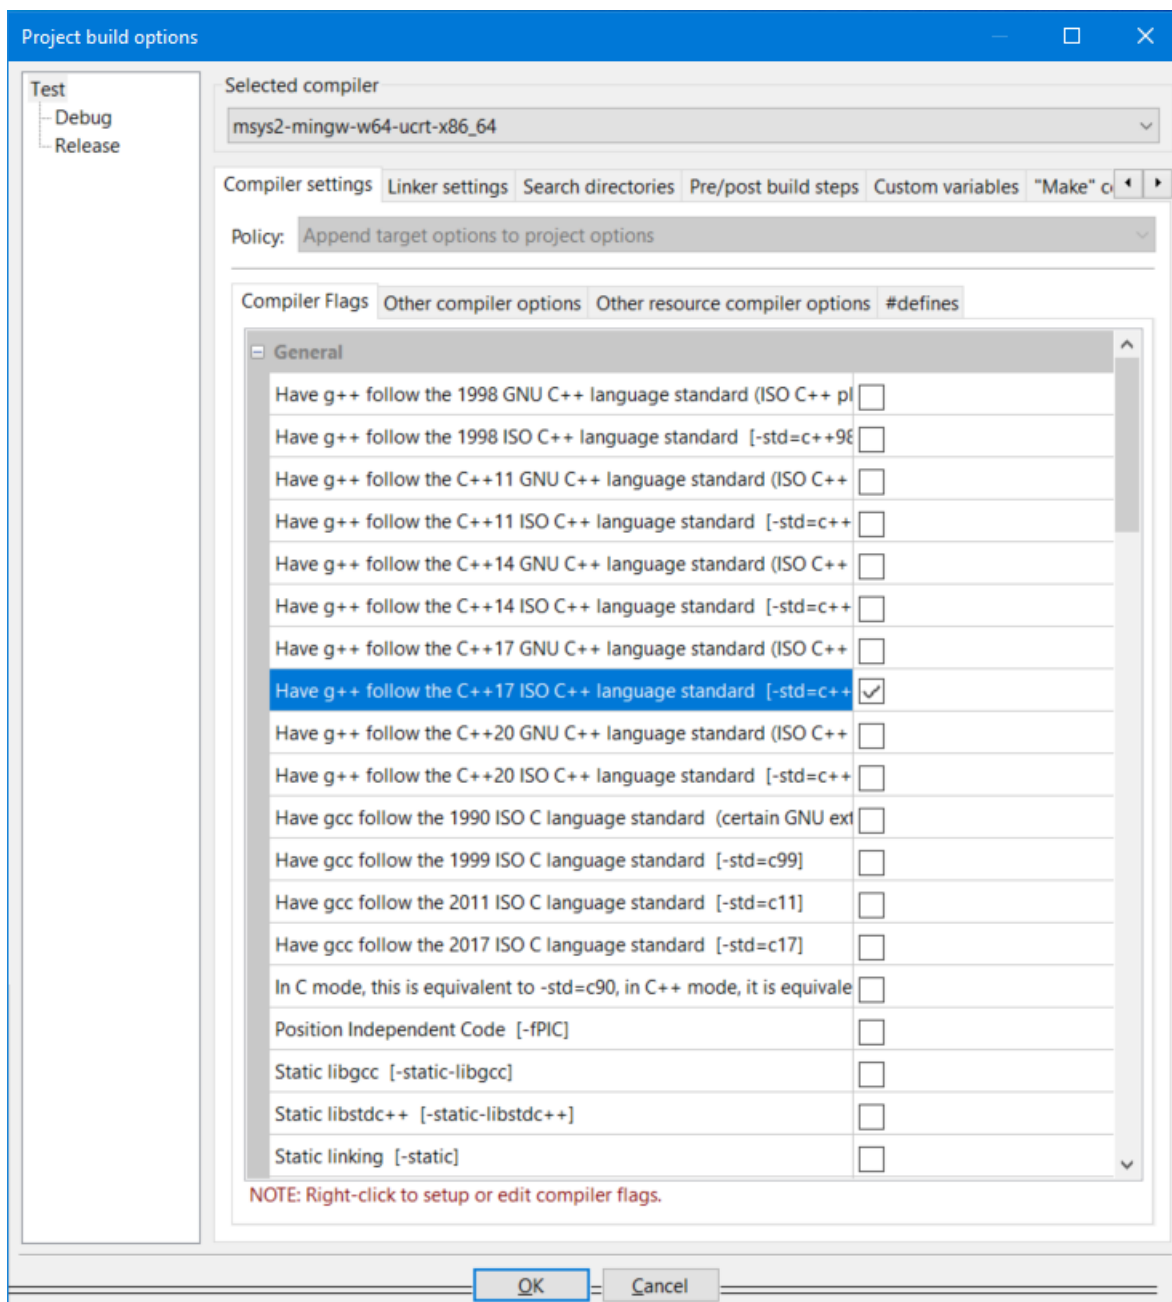 Project build options
Test
Debug
Release
Selected compiler
msys2-mingw-w64-ucrt-x86_64
Compiler settings Linker settings Search directories Pre/post build steps Custom variables "Make" c
Policy: Append target options to project options
Compiler Flags Other compiler options Other resource compiler options #defines
General
Have g++ follow the 1998 GNU C++ language standard (ISO C++ pl
Have g++ follow the 1998 ISO C++ language standard [-std=c++98
Have g++ follow the C++11 GNU C++ language standard (ISO C++
Have g++ follow the C++11 ISO C++ language standard [-std=c++
Have g++ follow the C++14 GNU C++ language standard (ISO C++
Have g++ follow the C++14 ISO C++ language standard [-std=c++
Have g++ follow the C++17 GNU C++ language standard (ISO C++
Have g++ follow the C++17 ISO C++ language standard [-std=c++
Have g++ follow the C++20 GNU C++ language standard (ISO C++
Have g++ follow the C++20 ISO C++ language standard [-std=c++
Have gcc follow the 1990 ISO C language standard (certain GNU ext
Have gcc follow the 1999 ISO C language standard [-std=c99]
Have gcc follow the 2011 ISO C language standard [-std=c11]
Have gcc follow the 2017 ISO C language standard [-std=c17]
In C mode, this is equivalent to -std=c90, in C++ mode, it is equivale
Position Independent Code [-fPIC]
Static libgcc [-static-libgcc]
Static libstdc++ [-static-libstdc++]
Static linking [-static]
NOTE: Right-click to setup or edit compiler flags.
OK Cancel